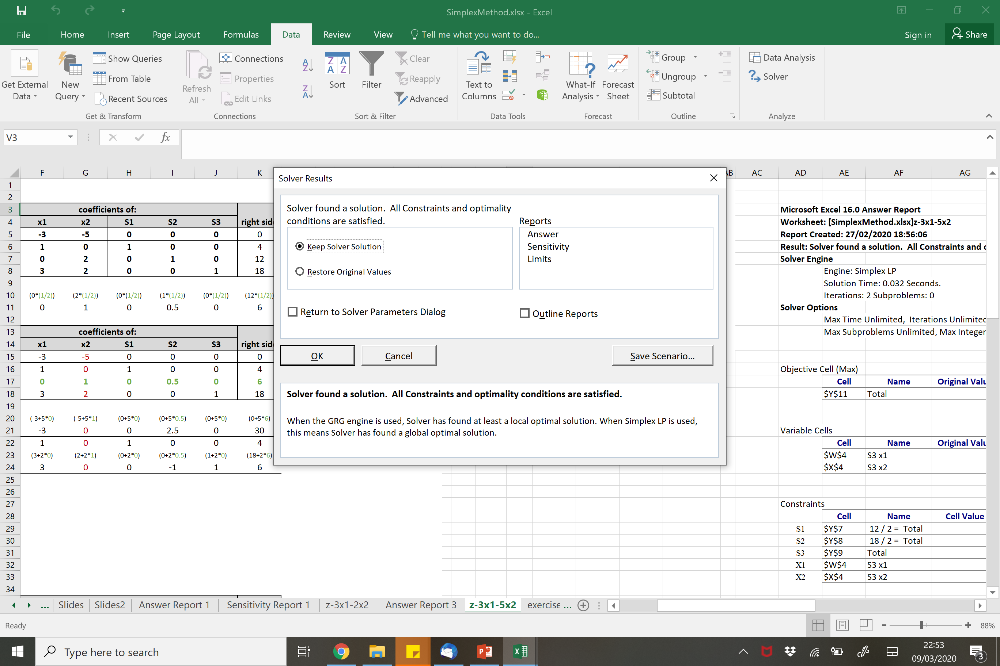 SimplexMethod.xlsx - Excel
File Home Insert Page Layout Formulas Data Review View Tell me what you want to do... Sign in Share
Get External Data
New Query
Show Queries
From Table
Recent Sources
Get & Transform
Refresh All
Connections
Properties
Edit Links
Connections
Sort
Filter
Clear
Reapply
Advanced
Sort & Filter
Text to Columns
Data Tools
What-If Analysis
Forecast Sheet
Forecast
Group
Ungroup
Subtotal
Outline
Data Analysis
Solver
Analyze
V3 fx
F G H I J K AB AC AD AE AF AG
1
2
3 coefficients of:
4 x1 x2 S1 S2 S3 right sid
5 -3 -5 0 0 0 0
6 1 0 1 0 0 4
7 0 2 0 1 0 12
8 3 2 0 0 1 18
9
10 (0*(1/2)) (2*(1/2)) (0*(1/2)) (1*(1/2)) (0*(1/2)) (12*(1/2))
11 0 1 0 0.5 0 6
12
13 coefficients of:
14 x1 x2 S1 S2 S3 right sid
15 -3 -5 0 0 0 0
16 1 0 1 0 0 4
17 0 1 0 0.5 0 6
18 3 2 0 0 1 18
19
20 (-3+5*0) (-5+5*1) (0+5*0) (0+5*0.5) (0+5*0) (0+5*6)
21 -3 0 0 2.5 0 30
22 1 0 1 0 0 4
23 (3+2*0) (2+2*1) (0+2*0) (0+2*0.5) (1+2*0) (18+2*6)
24 3 0 0 -1 1 6
25
26
27
28
29
30
31
32
33
34
Solver Results
Solver found a solution. All Constraints and optimality
conditions are satisfied.
Keep Solver Solution
Restore Original Values
Reports
Answer
Sensitivity
Limits
Return to Solver Parameters Dialog
Outline Reports
OK Cancel Save Scenario...
Solver found a solution. All Constraints and optimality conditions are satisfied.
When the GRG engine is used, Solver has found at least a local optimal solution. When Simplex LP is used,
this means Solver has found a global optimal solution.
Microsoft Excel 16.0 Answer Report
Worksheet: [SimplexMethod.xlsx]z-3x1-5x2
Report Created: 27/02/2020 18:56:06
Result: Solver found a solution. All Constraints and
Solver Engine
Engine: Simplex LP
Solution Time: 0.032 Seconds.
Iterations: 2 Subproblems: 0
Solver Options
Max Time Unlimited, Iterations Unlimited
Max Subproblems Unlimited, Max Integer
Objective Cell (Max)
Cell Name Original Valu
$Y$11 Total
Variable Cells
Cell Name Original Valu
$W$4 S3 x1
$X$4 S3 x2
Constraints
Cell Name Cell Value
S1 $Y$7 12 / 2 = Total
S2 $Y$8 18 / 2 = Total
S3 $Y$9 Total
X1 $W$4 S3 x1
X2 $X$4 S3 x2
... Slides Slides2 Answer Report 1 Sensitivity Report 1 z-3x1-2x2 Answer Report 3 z-3x1-5x2 exercise ...
Ready 88%
Type here to search
22:53
09/03/2020
3